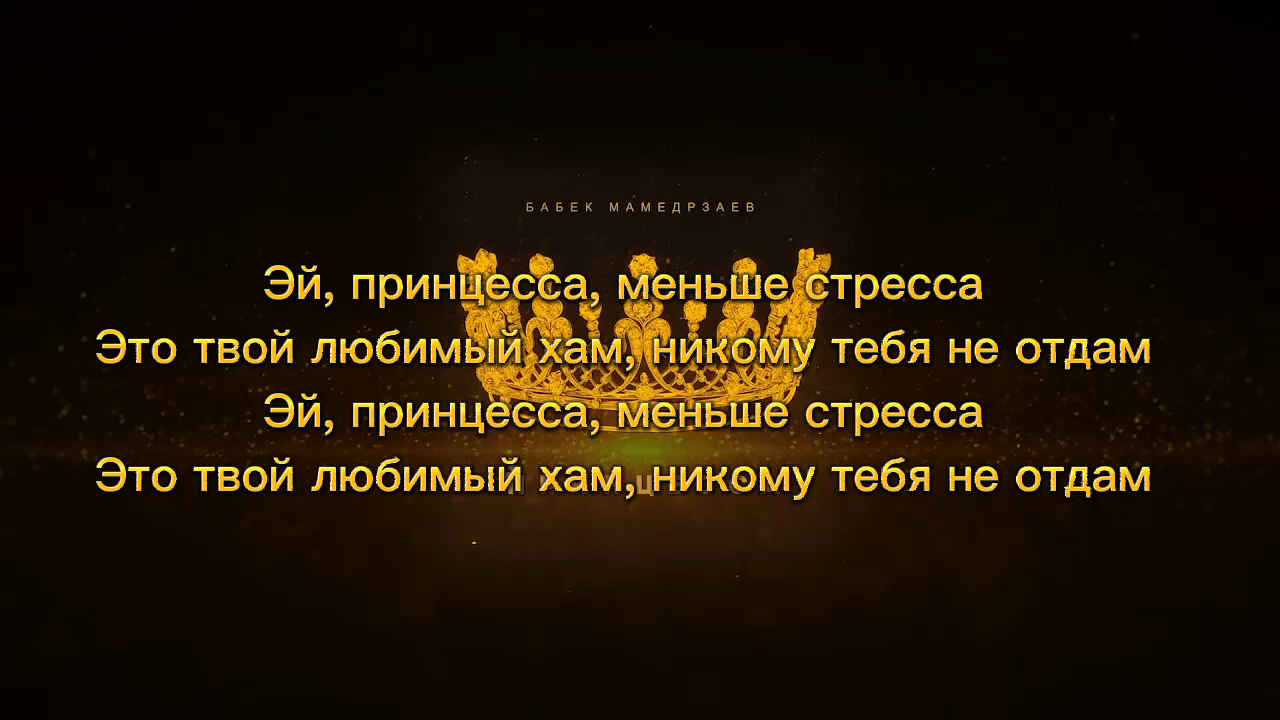 БАБЕК МАМЕДРЗАЕВ
Эй, принцесса, меньше стресса
Это твой любимый хам, никому тебя не отдам
Эй, принцесса, меньше стресса
Это твой любимый хам, никому тебя не отдам